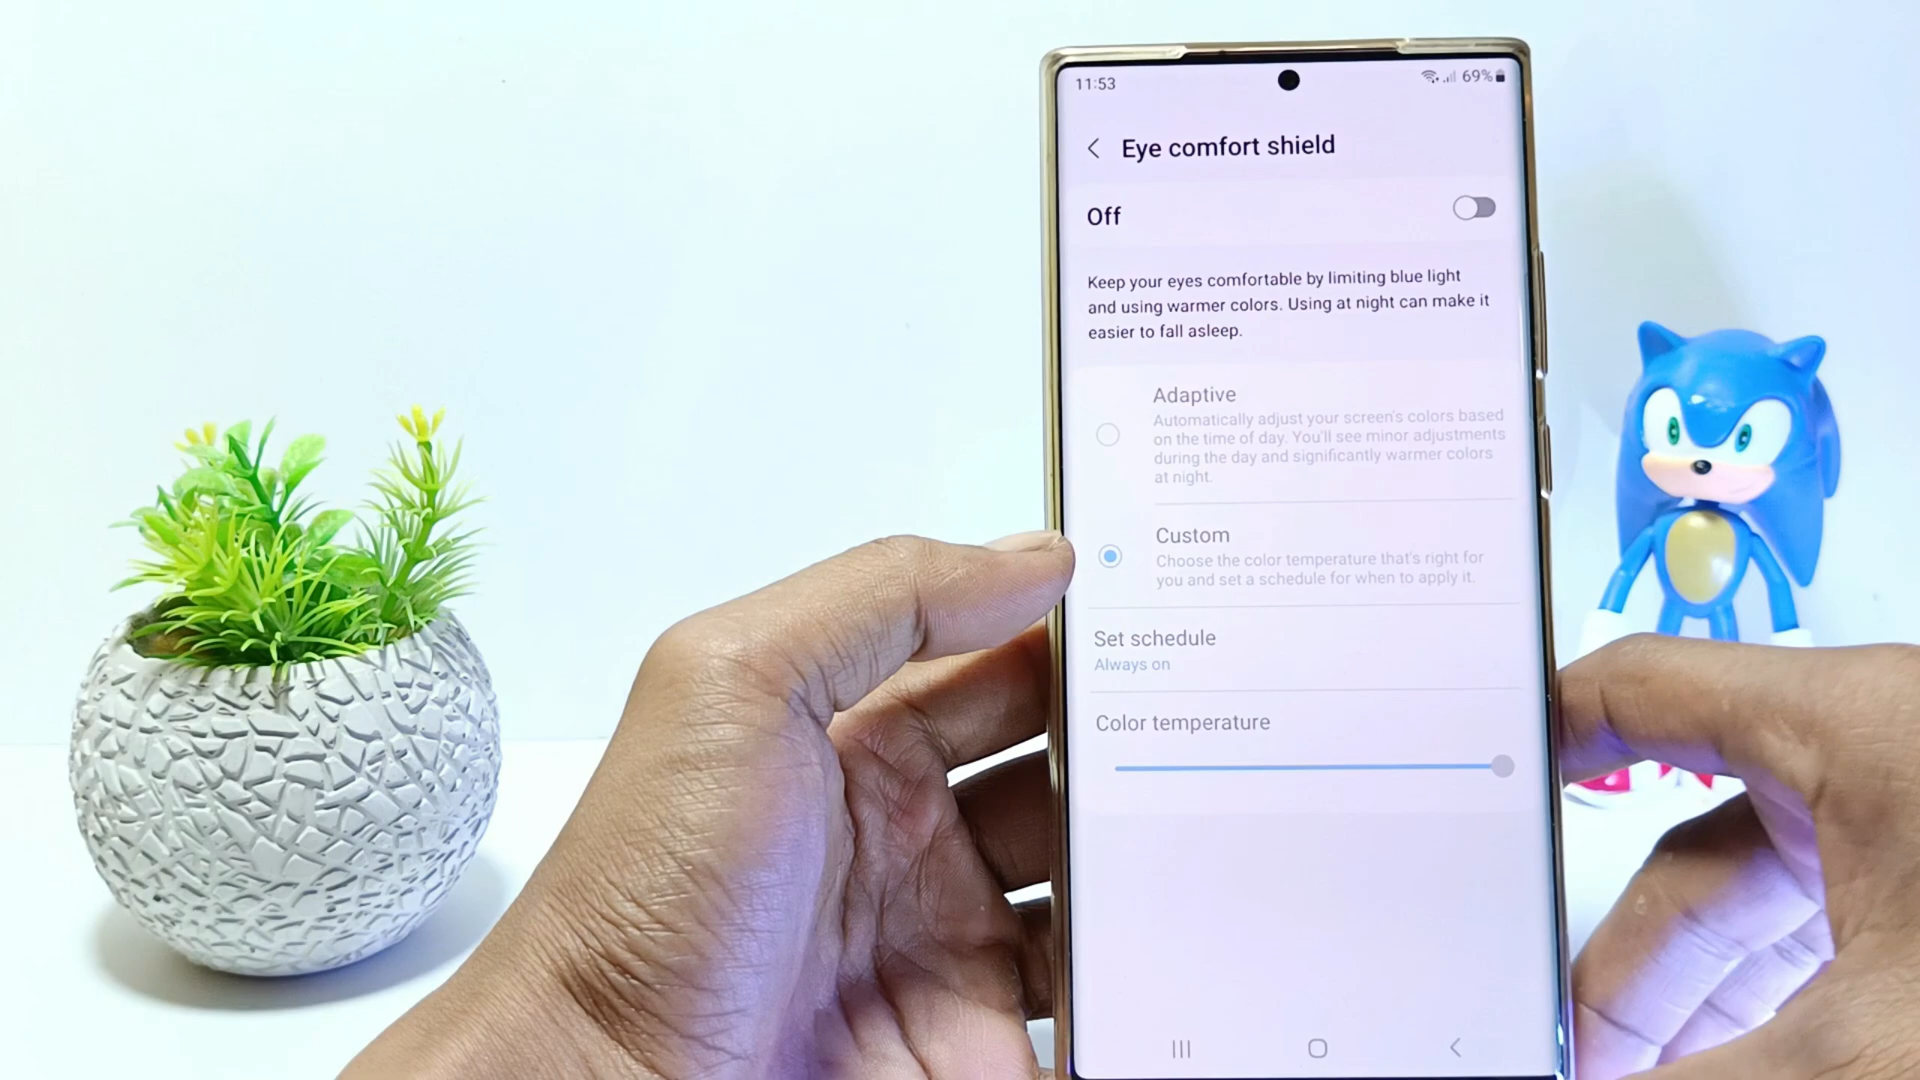 11:53
69%
Eye comfort shield
Off
Keep your eyes comfortable by limiting blue light
and using warmer colors. Using at night can make it
easier to fall asleep.
Adaptive
Automatically adjust your screen's colors based
on the time of day. You'll see minor adjustments
during the day and significantly warmer colors
at night.
Custom
Choose the color temperature that's right for
you and set a schedule for when to apply it.
Set schedule
Always on
Color temperature